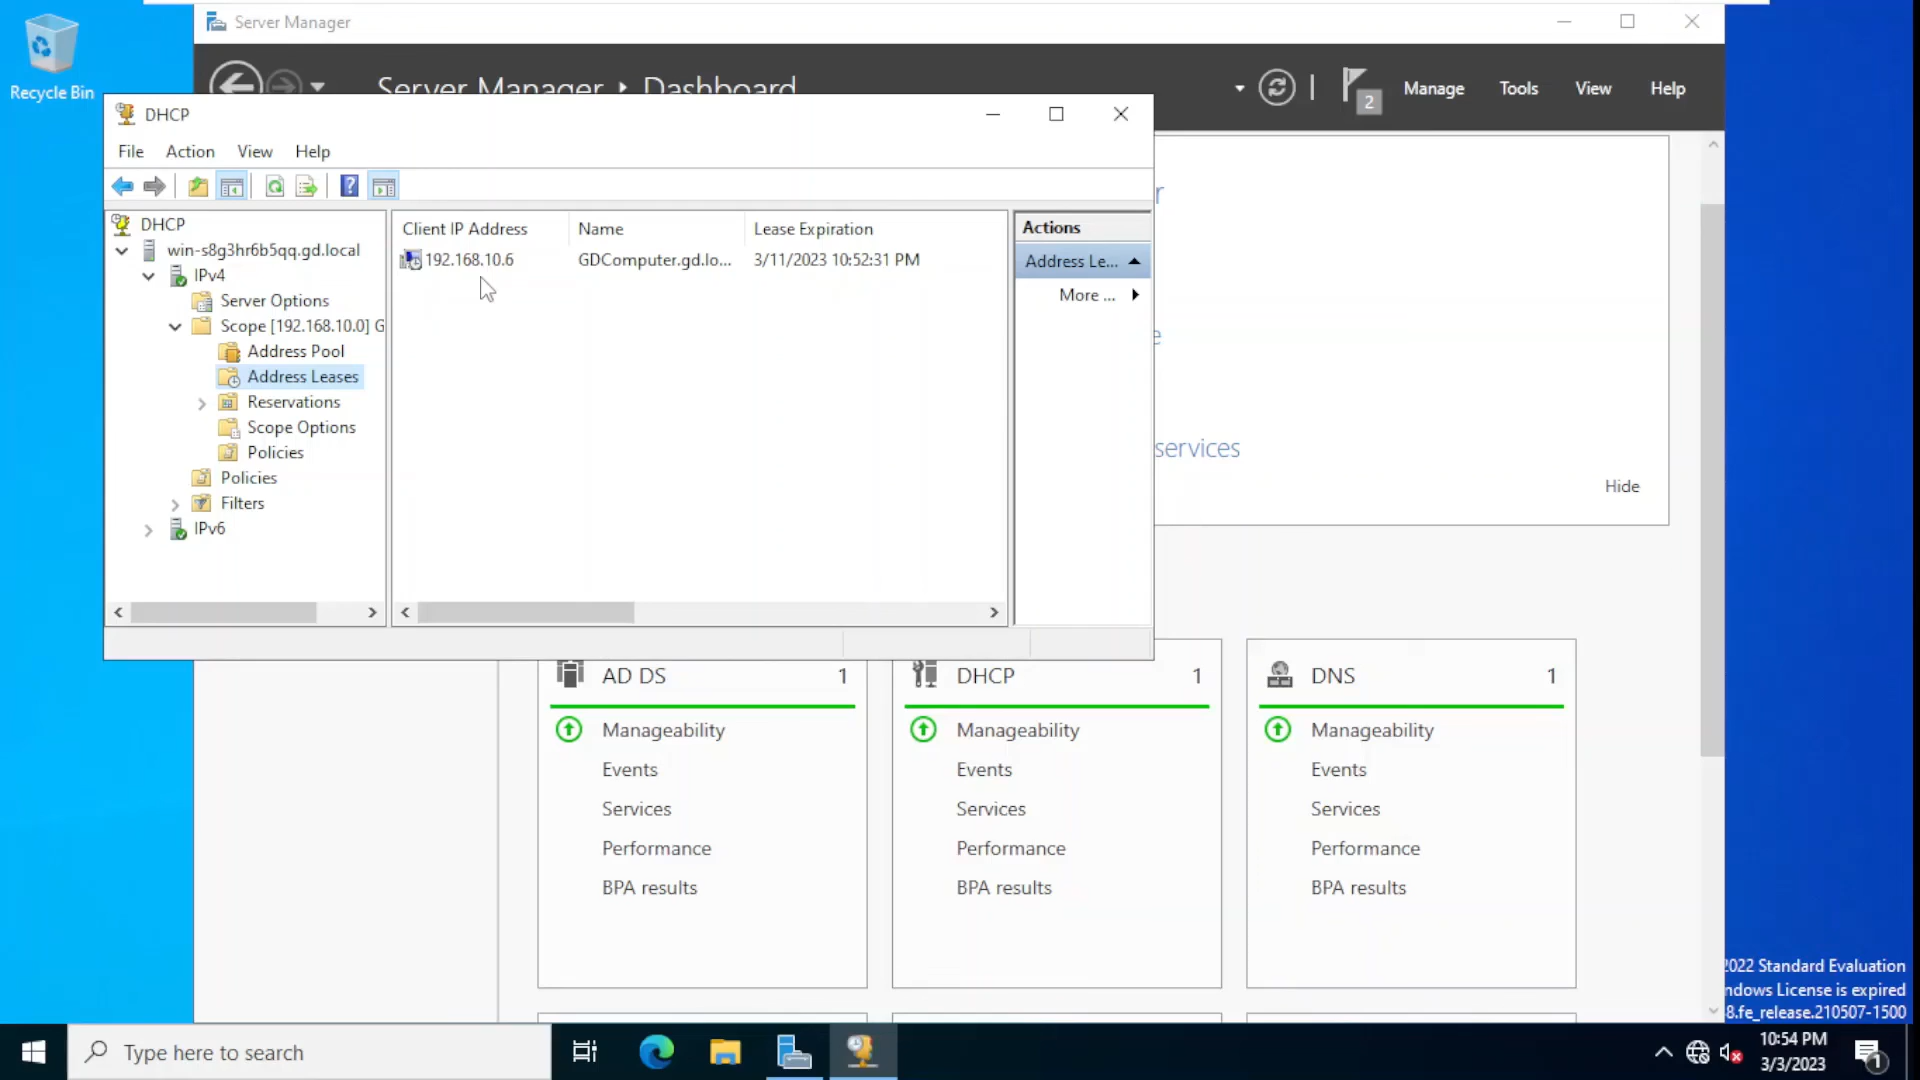 Recycle Bin
Server Manager
Server Manager Dashboard
2
Manage
Tools
View
Help
DHCP
File
Action
View
Help
DHCP
win-s8g3hr6b5qq.gd.local
IPv4
Server Options
Scope [192.168.10.0] G
Address Pool
Address Leases
Reservations
Scope Options
Policies
Policies
Filters
IPv6
Client IP Address
Name
Lease Expiration
192.168.10.6
GDComputer.gd.lo...
3/11/2023 10:52:31 PM
Actions
Address Le...
More ...
r
e
services
Hide
AD DS
1
Manageability
Events
Services
Performance
BPA results
DHCP
1
Manageability
Events
Services
Performance
BPA results
DNS
1
Manageability
Events
Services
Performance
BPA results
2022 Standard Evaluation
ndows License is expired
8.fe_release.210507-1500
Type here to search
10:54 PM
3/3/2023
1